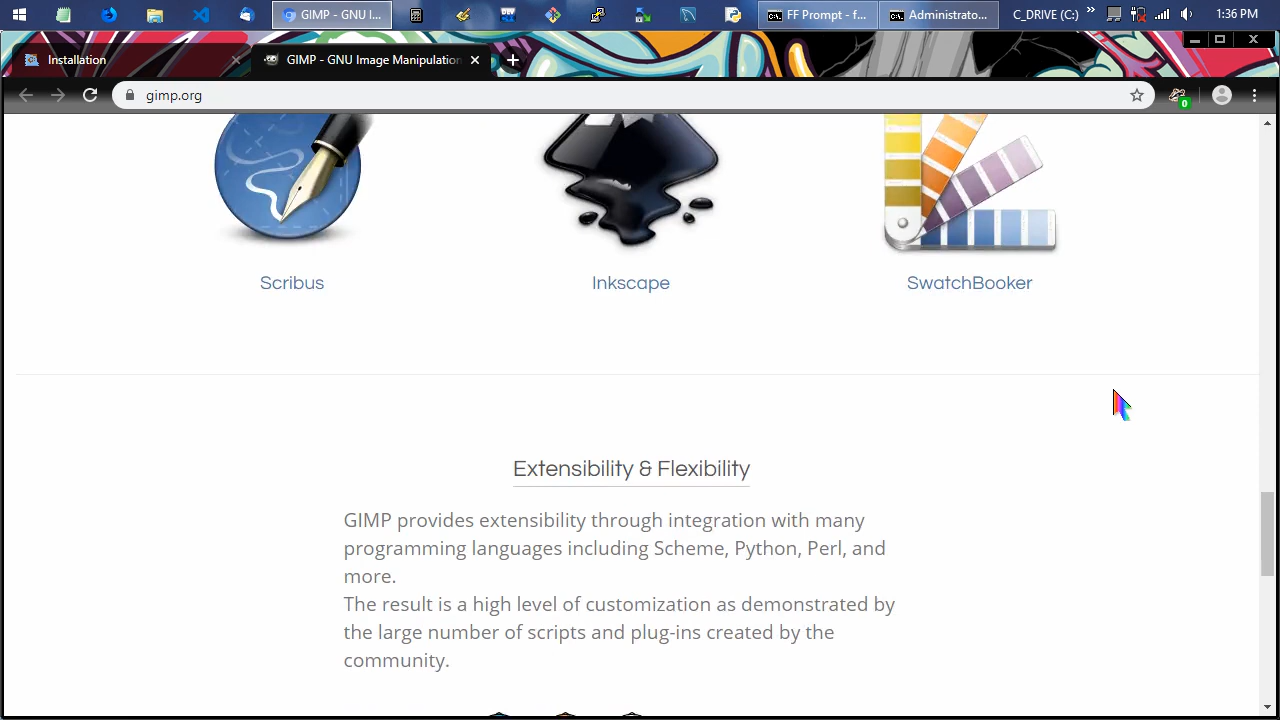 GIMP - GNU I...
FF Prompt - f...
Administrato...
C_DRIVE (C:)
1:36 PM
Installation
GIMP - GNU Image Manipulation
gimp.org
0
Scribus
Inkscape
SwatchBooker
Extensibility & Flexibility
GIMP provides extensibility through integration with many
programming languages including Scheme, Python, Perl, and
more.
The result is a high level of customization as demonstrated by
the large number of scripts and plug-ins created by the
community.